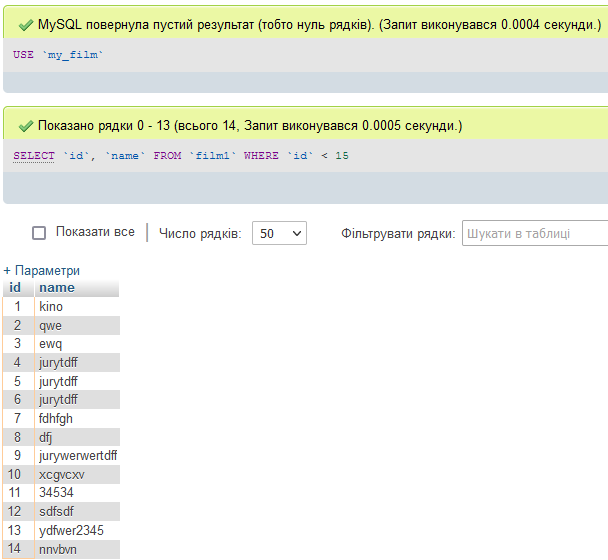 MySQL повернула пустий результат (тобто нуль рядків). (Запит виконувався 0.0004 секунди.)
USE `my_film`
Показано рядки 0 - 13 (всього 14, Запит виконувався 0.0005 секунди.)
SELECT `id`, `name` FROM `film1` WHERE `id` < 15
Показати все | Число рядків: 50 Фільтрувати рядки: Шукати в таблиці
+ Параметри
id name
1 kino
2 qwe
3 ewq
4 jurytdff
5 jurytdff
6 jurytdff
7 fdhfgh
8 dfj
9 jurywerwertdff
10 xcgvcxv
11 34534
12 sdfsdf
13 ydfwer2345
14 nnvbvn